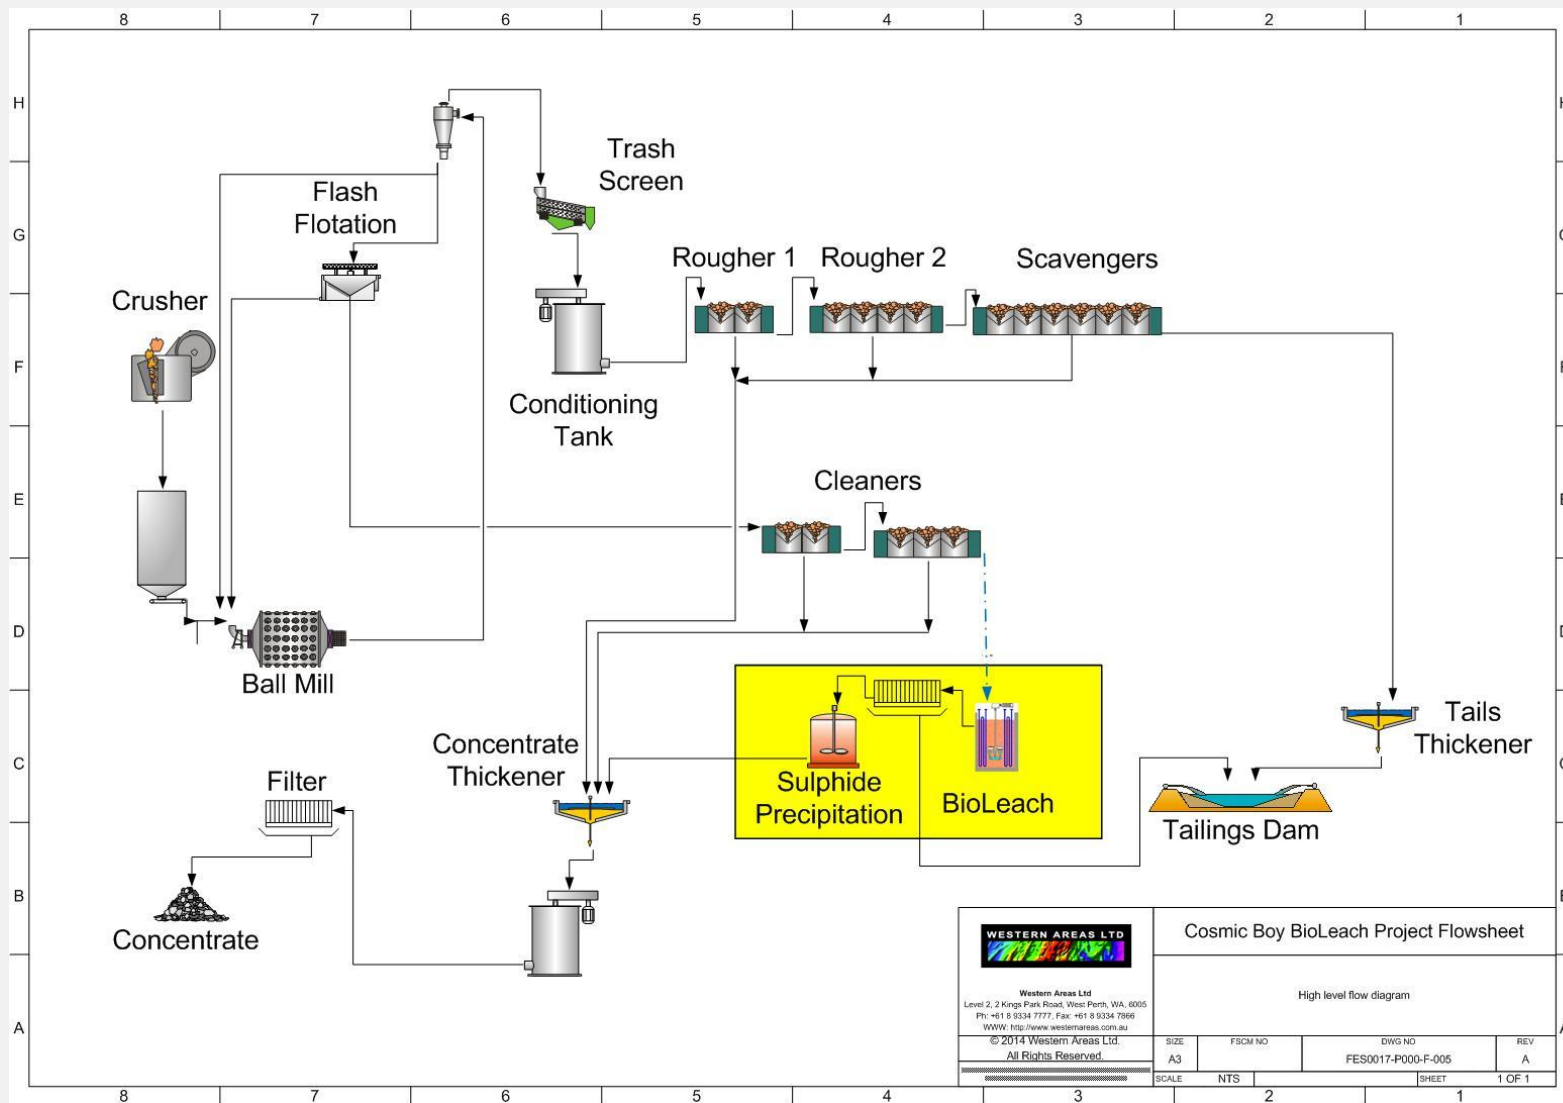 8 7 6 5 4 3 2 1
H
H
Trash
Screen
Flash
Flotation
G
Rougher 1
Rougher 2
Scavengers
Crusher
F
F
Conditioning
Tank
Cleaners
E
E
D
D
Ball Mill
Tails
Thickener
Concentrate
Thickener
C
Filter
Sulphide
Precipitation
BioLeach
Tailings Dam
B
Concentrate
WESTERN AREAS LTD
Cosmic Boy BioLeach Project Flowsheet
Western Areas Ltd
Level 2, 2 Kings Park Road, West Perth, WA, 6005
Ph: +61 8 9334 7777, Fax: +61 8 9334 7866
WWW: http://www.westernareas.com.au
High level flow diagram
A
© 2014 Western Areas Ltd.
All Rights Reserved.
SIZE
A3
FSCM NO
DWG NO
FES0017-P000-F-005
REV
A
SCALE NTS
SHEET 1 OF 1
8 7 6 5 4 3 2 1